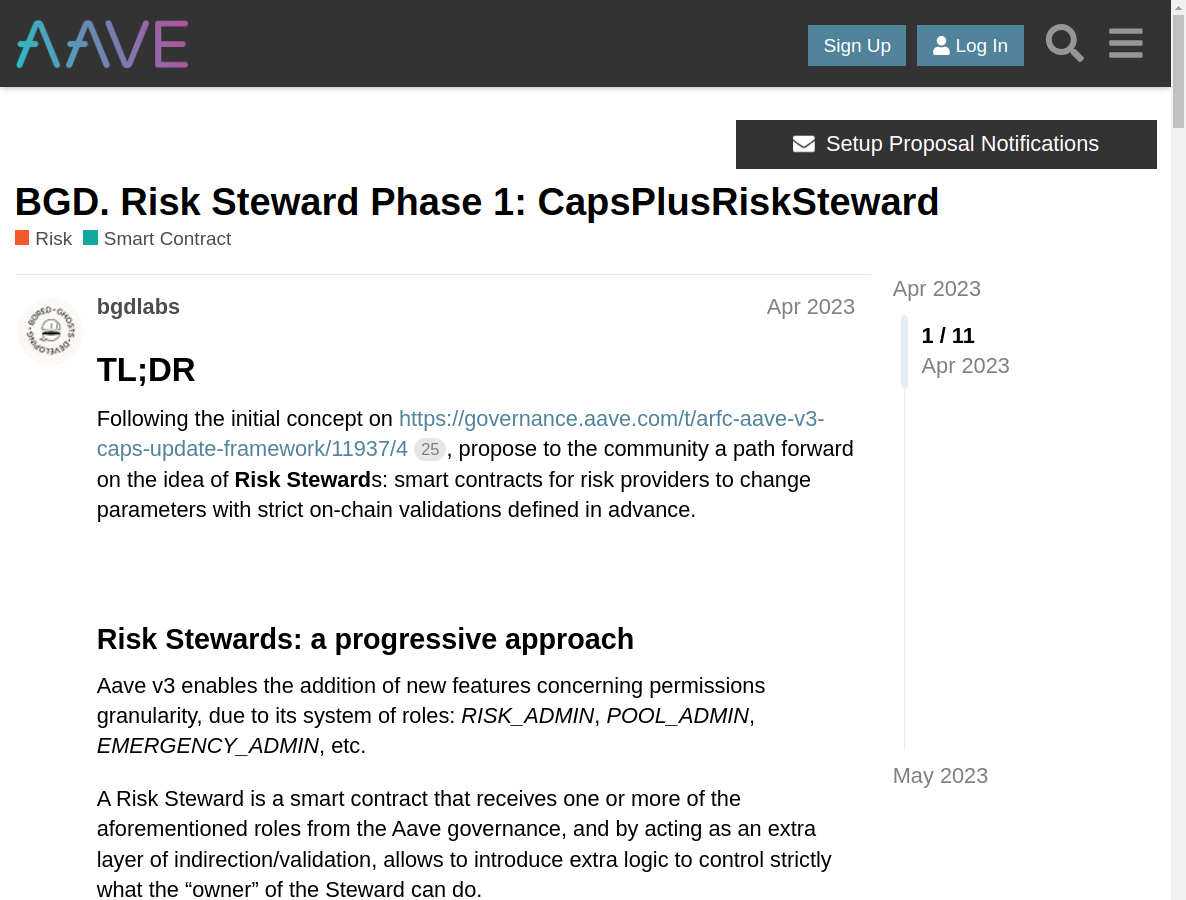 AAVE
Sign Up
Log In
Setup Proposal Notifications
BGD. Risk Steward Phase 1: CapsPlusRiskSteward
Risk Smart Contract
bgdlabs
Apr 2023
BORED · GHOSTS · DEVELOPING ·
TL;DR
Following the initial concept on https://governance.aave.com/t/arfc-aave-v3-
caps-update-framework/11937/4 25 , propose to the community a path forward
on the idea of Risk Stewards: smart contracts for risk providers to change
parameters with strict on-chain validations defined in advance.
Risk Stewards: a progressive approach
Aave v3 enables the addition of new features concerning permissions
granularity, due to its system of roles: RISK_ADMIN, POOL_ADMIN,
EMERGENCY_ADMIN, etc.
A Risk Steward is a smart contract that receives one or more of the
aforementioned roles from the Aave governance, and by acting as an extra
layer of indirection/validation, allows to introduce extra logic to control strictly
what the “owner” of the Steward can do.
Apr 2023
1 / 11
Apr 2023
May 2023